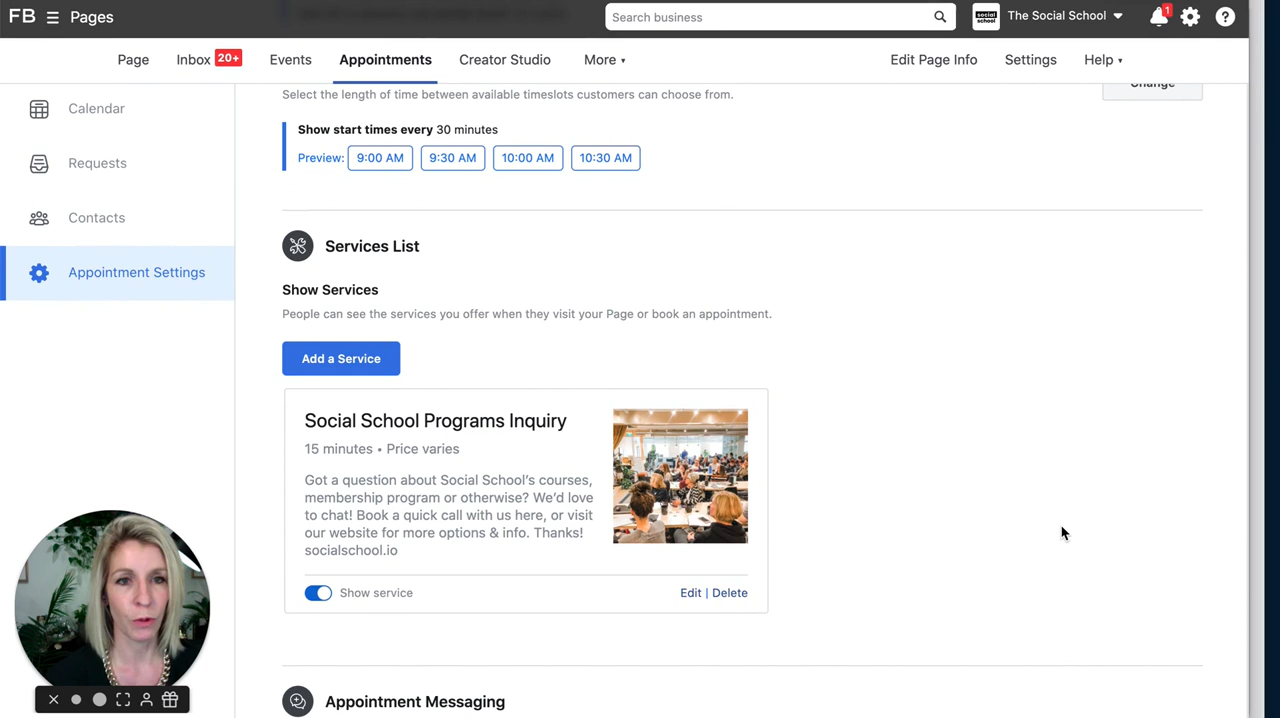 FB Pages Search business social school The Social School 1
Page Inbox 20+ Events Appointments Creator Studio More Edit Page Info Settings Help
Calendar
Requests
Contacts
Appointment Settings
Select the length of time between available timeslots customers can choose from.
Change
Show start times every 30 minutes
Preview: 9:00 AM 9:30 AM 10:00 AM 10:30 AM
Services List
Show Services
People can see the services you offer when they visit your Page or book an appointment.
Add a Service
Social School Programs Inquiry
15 minutes • Price varies
Got a question about Social School's courses,
membership program or otherwise? We'd love
to chat! Book a quick call with us here, or visit
our website for more options & info. Thanks!
socialschool.io
Show service Edit | Delete
Appointment Messaging